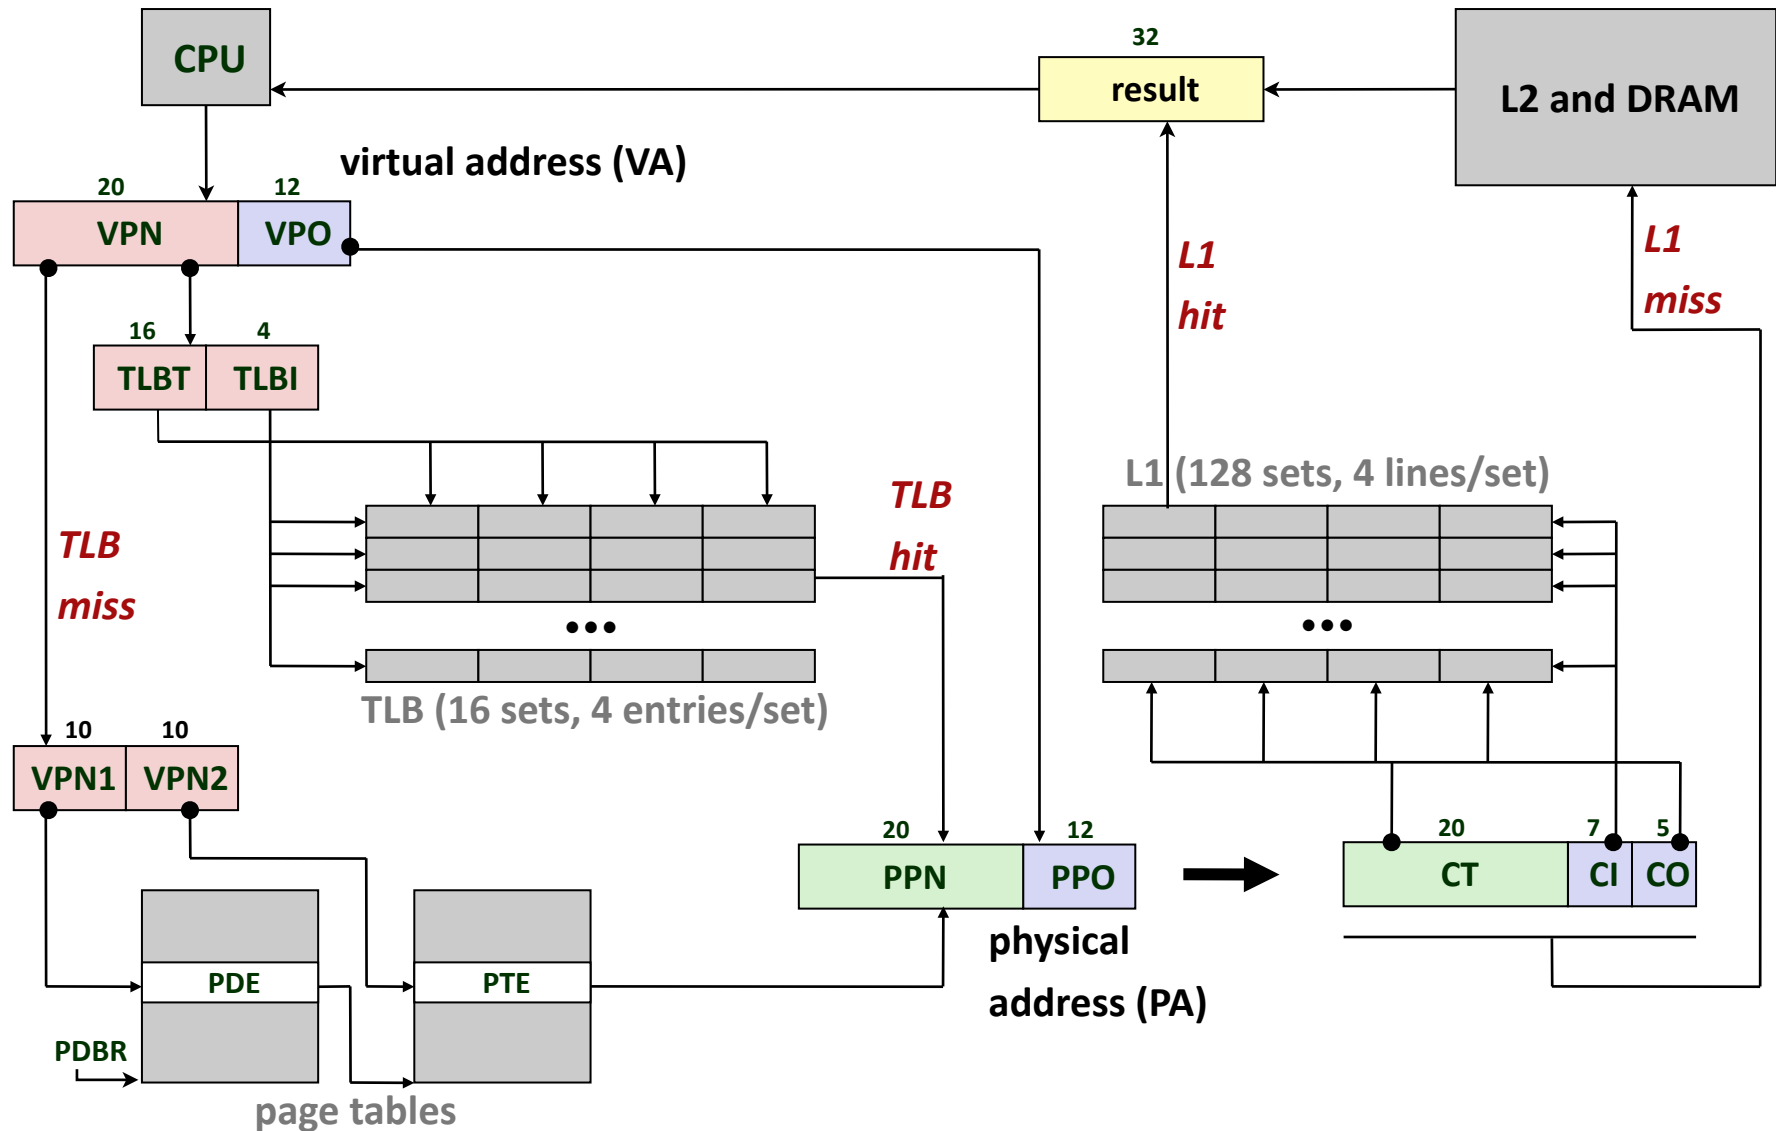 CPU
32
result
L2 and DRAM
virtual address (VA)
20
12
VPN
VPO
L1
hit
L1
miss
16
4
TLBT
TLBI
L1 (128 sets, 4 lines/set)
TLB
hit
TLB
miss
•••
•••
TLB (16 sets, 4 entries/set)
10
10
VPN1
VPN2
20
12
PPN
PPO
20
7
5
CT
CI
CO
physical
address (PA)
PDE
PTE
PDBR
page tables